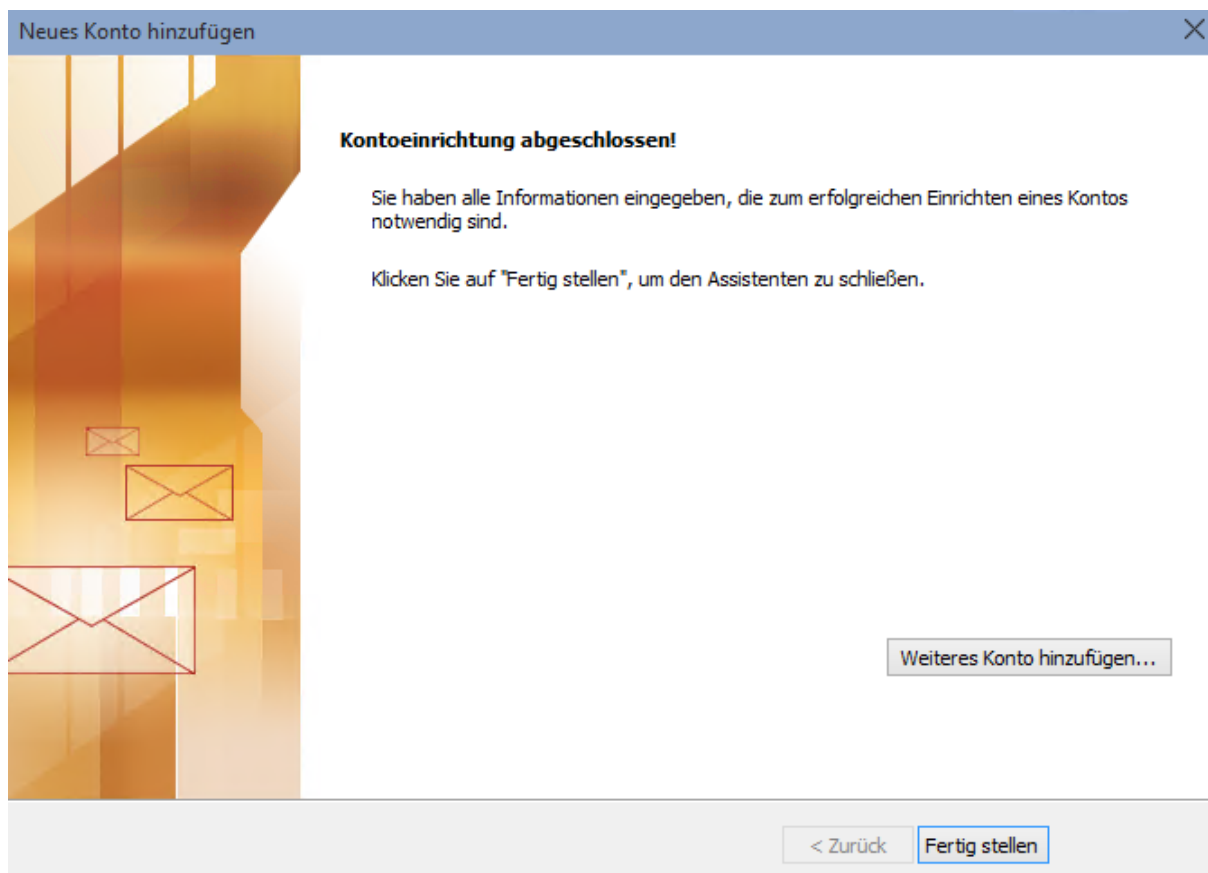 Neues Konto hinzufügen
Kontoeinrichtung abgeschlossen!
Sie haben alle Informationen eingegeben, die zum erfolgreichen Einrichten eines Kontos
notwendig sind.
Klicken Sie auf "Fertig stellen", um den Assistenten zu schließen.
Weiteres Konto hinzufügen...
< Zurück
Fertig stellen